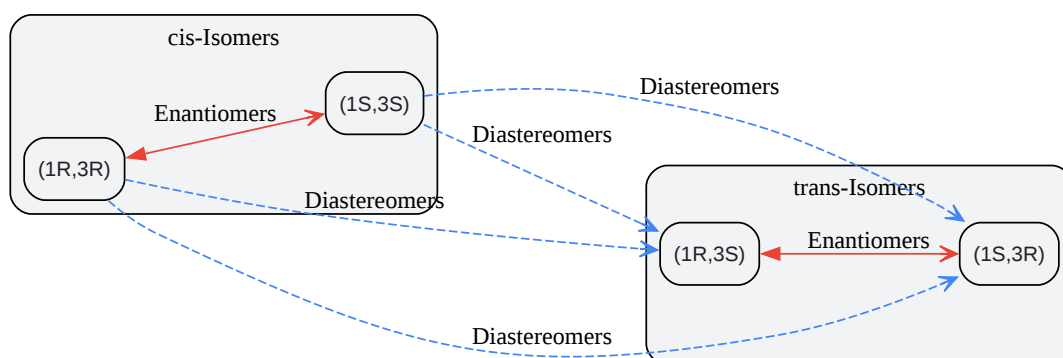 cis-Isomers
(1S,3S)
Diastereomers
Enantiomers
Diastereomers
(1R,3R)
trans-Isomers
Diastereomers
(1R,3S)
Enantiomers
(1S,3R)
Diastereomers